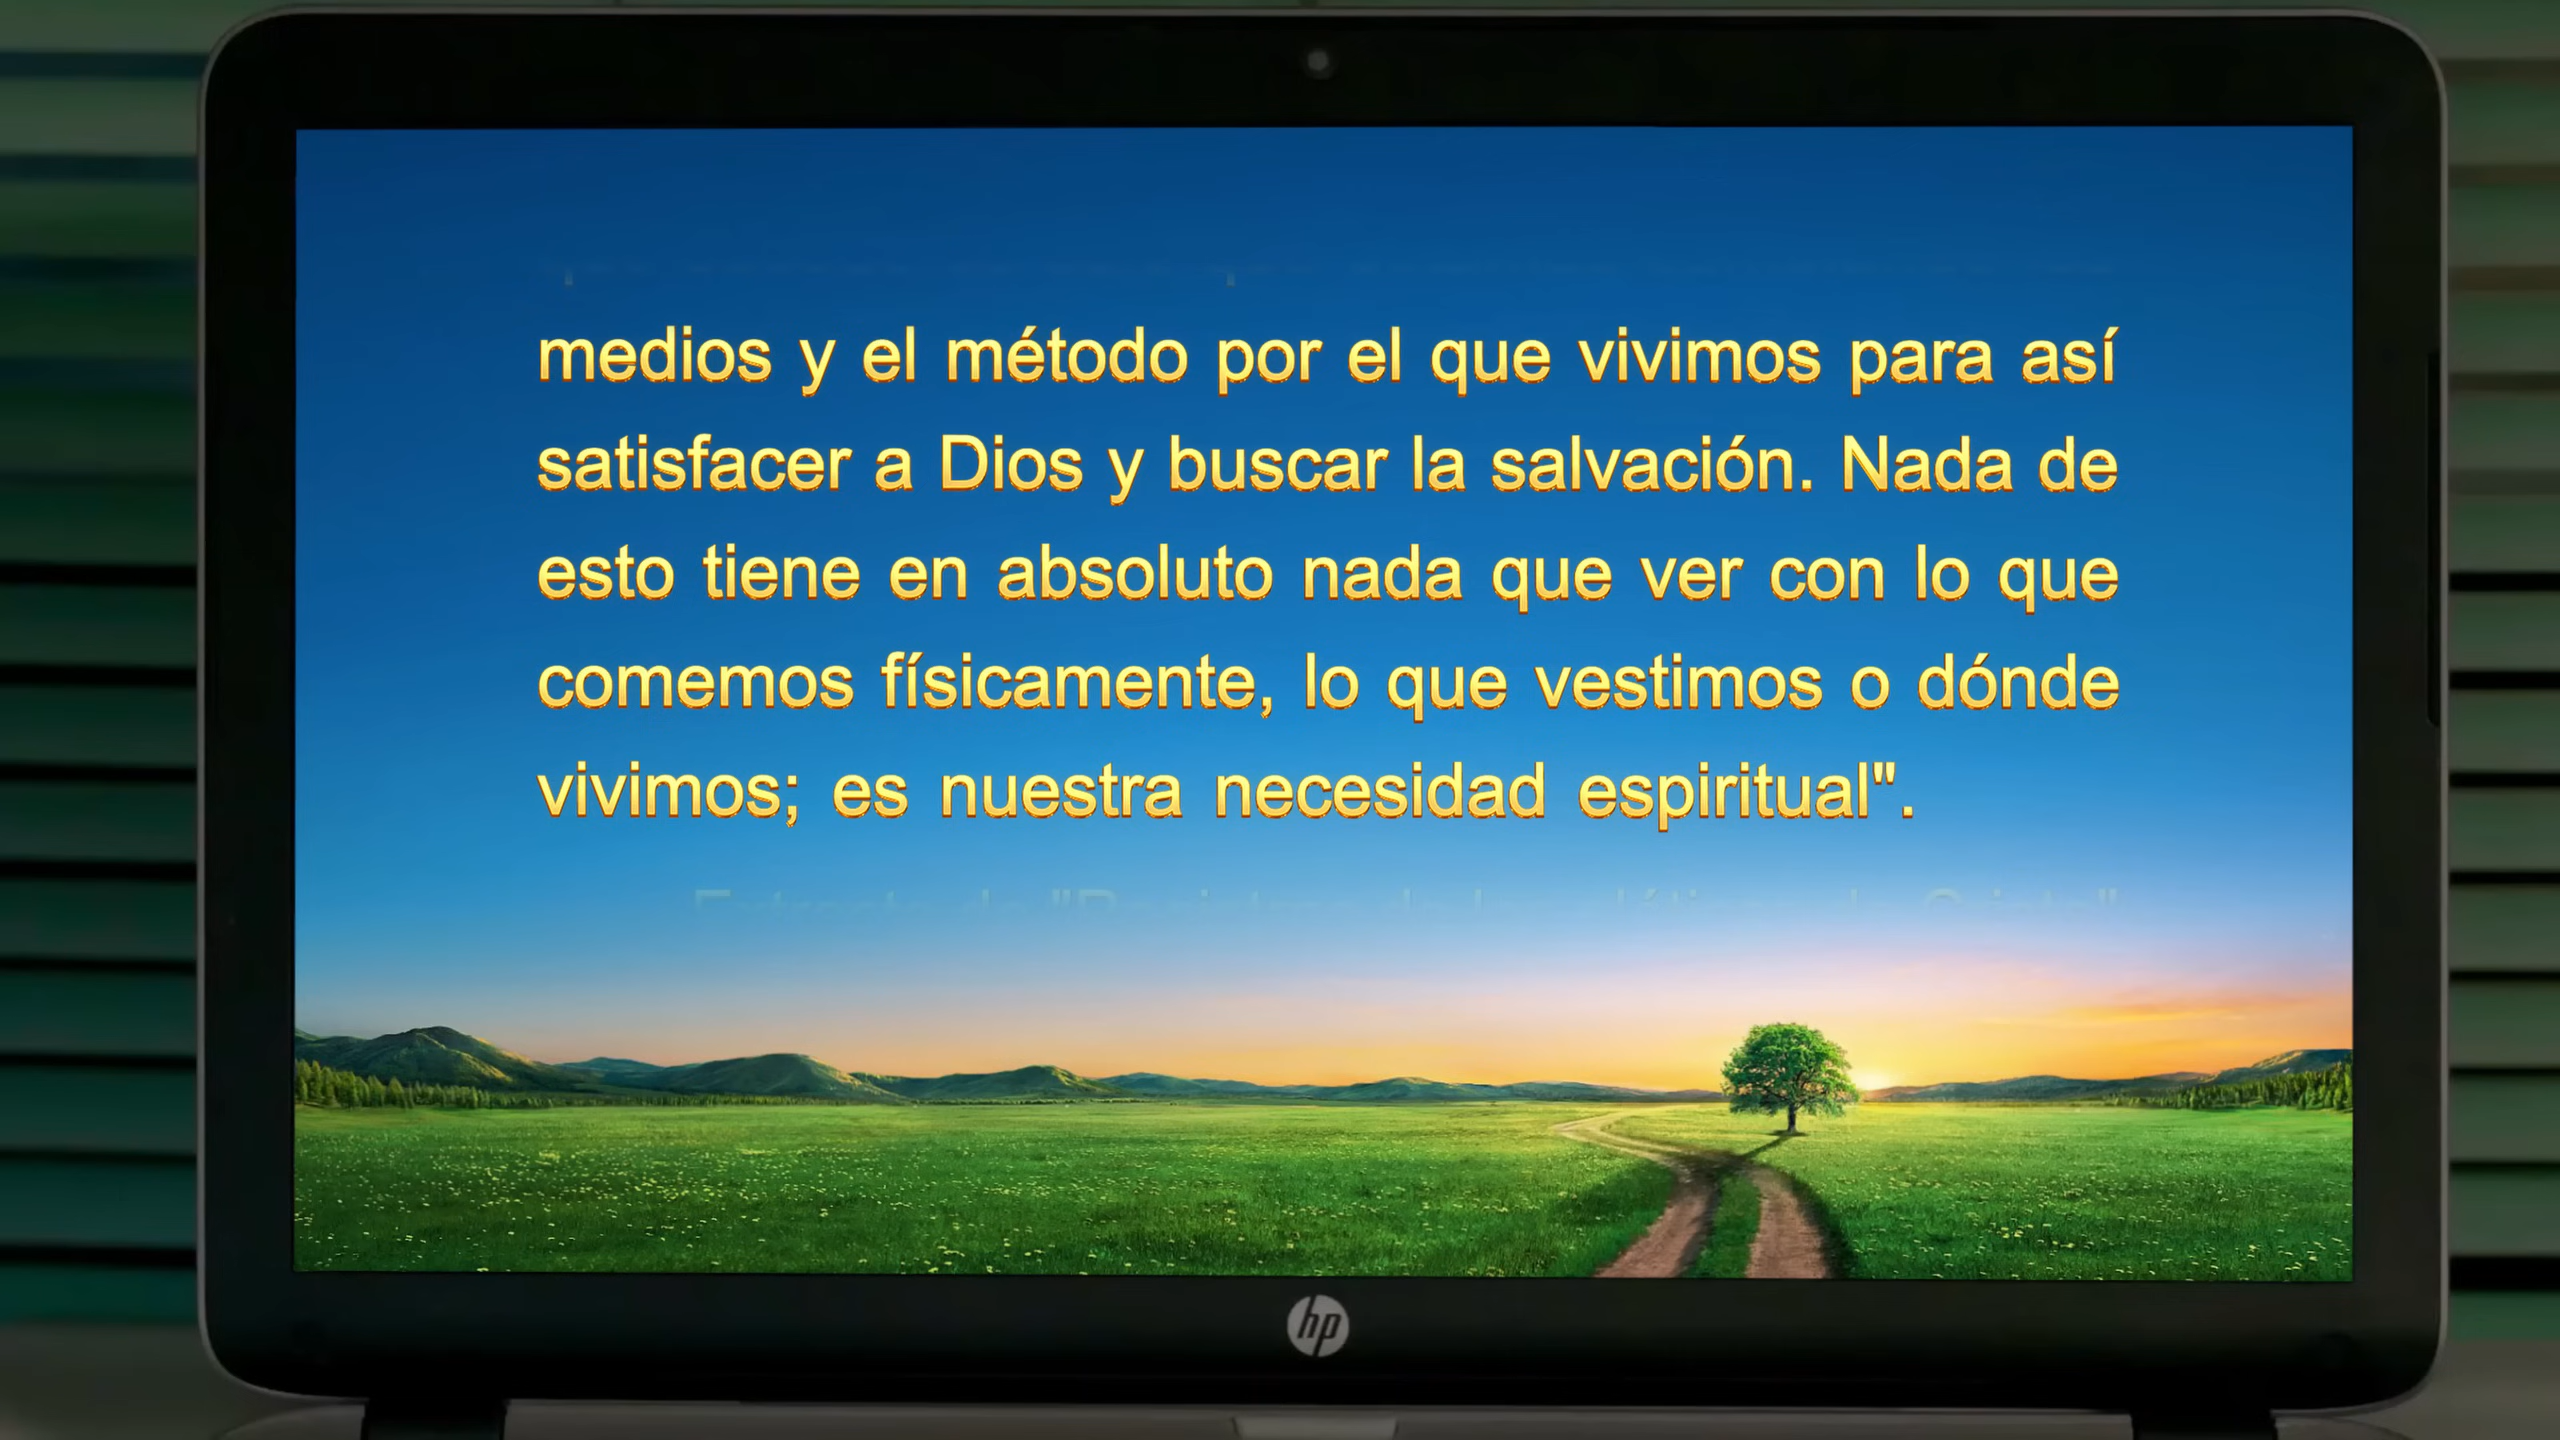 medios y el método por el que vivimos para así
satisfacer a Dios y buscar la salvación. Nada de
esto tiene en absoluto nada que ver con lo que
comemos físicamente, lo que vestimos o dónde
vivimos; es nuestra necesidad espiritual".
hp